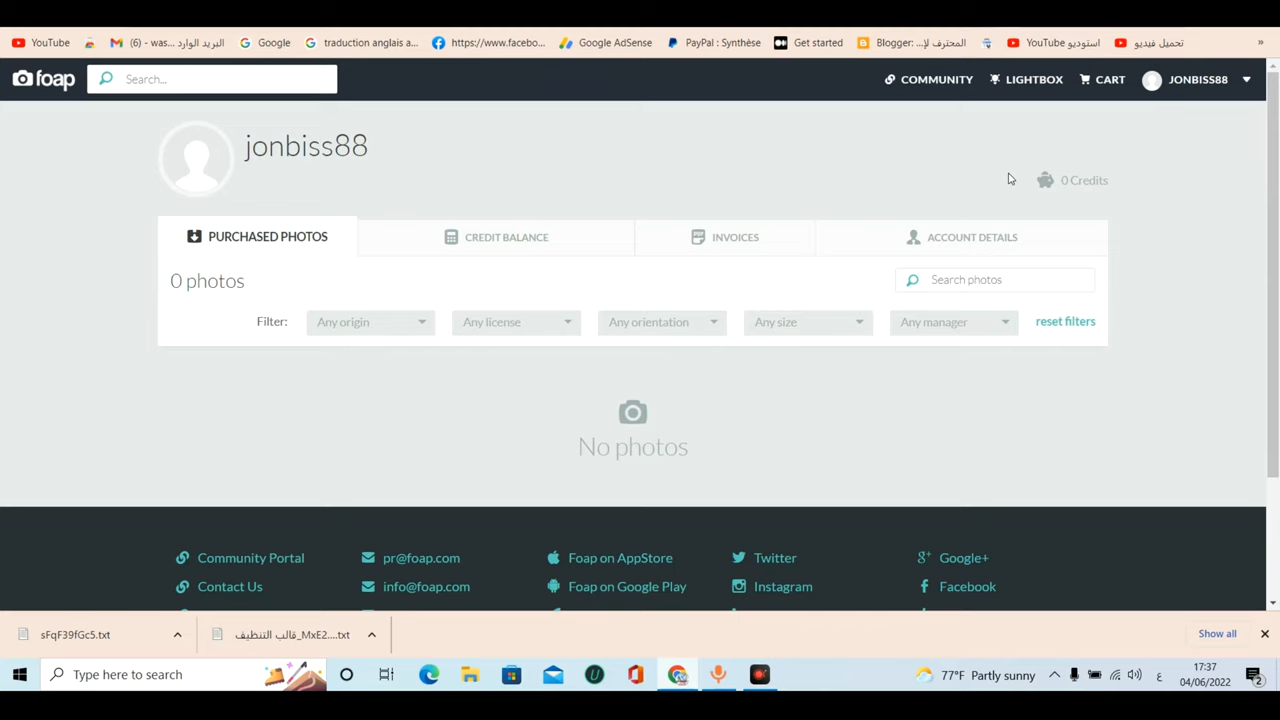 YouTube
البريد الوارد (6) - was...
Google
traduction anglais a...
https://www.facebo...
Google AdSense
PayPal : Synthèse
Get started
Blogger: المحترف لإ...
استوديو YouTube
تحميل فيديو
»
foap
Search...
COMMUNITY
LIGHTBOX
CART
JONBISS88
jonbiss88
0 Credits
PURCHASED PHOTOS
CREDIT BALANCE
INVOICES
ACCOUNT DETAILS
0 photos
Search photos
Filter:
Any origin
Any license
Any orientation
Any size
Any manager
reset filters
No photos
Community Portal
pr@foap.com
Foap on AppStore
Twitter
Google+
Contact Us
info@foap.com
Foap on Google Play
Instagram
Facebook
sFqF39fGc5.txt
قالب التنظيف_MxE2....txt
Show all
Type here to search
77°F Partly sunny
ع
17:37
04/06/2022
2